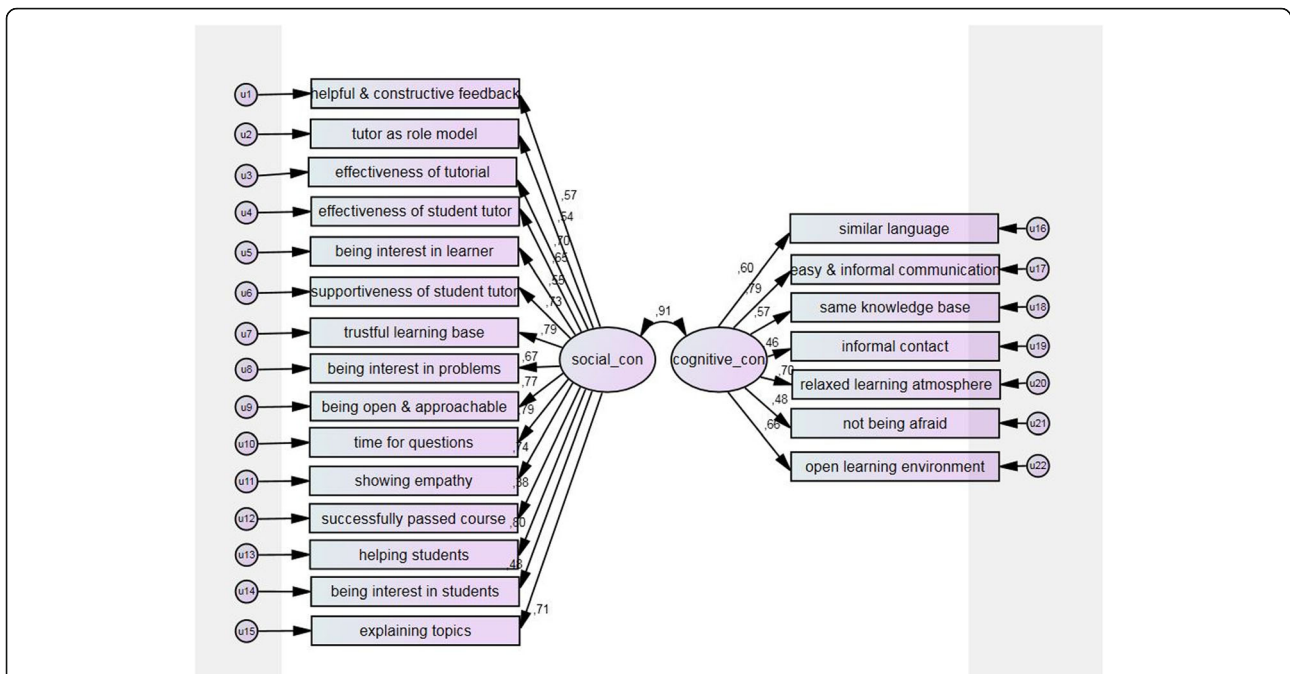 u1
helpful & constructive feedback
u2
tutor as role model
u3
effectiveness of tutorial
u4
effectiveness of student tutor
u5
being interest in learner
u6
supportiveness of student tutor
u7
trustful learning base
u8
being interest in problems
u9
being open & approachable
u10
time for questions
u11
showing empathy
u12
successfully passed course
u13
helping students
u14
being interest in students
u15
explaining topics
,57
,54
,70
,65
,55
,73
,79
,67
,77
,79
,74
,80
,48
,71
social_con
,91
cognitive_con
,60
,79
,57
46
,70
,48
,66
similar language
u16
easy & informal communication
u17
same knowledge base
u18
informal contact
u19
relaxed learning atmosphere
u20
not being afraid
u21
open learning environment
u22